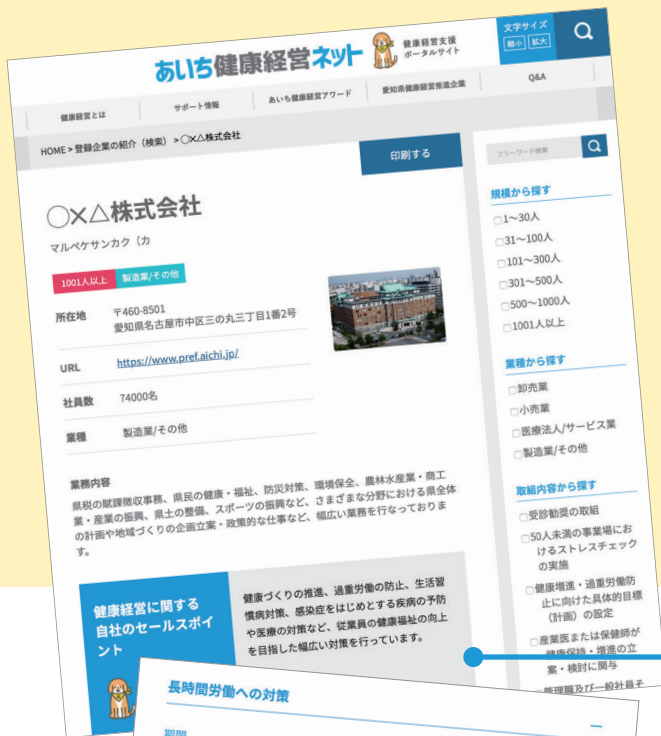 あいち健康経営ネット
健康経営支援
ポータルサイト
文字サイズ
縮小 拡大
健康経営とは
サポート情報
あいち健康経営アワード
愛知県健康経営推進企業
Q&A
HOME > 登録企業の紹介（検索） > ○×△株式会社
印刷する
フリーワード検索
○×△株式会社
マルペケサンカク（カ
1001人以上 製造業/その他
所在地 〒460-8501
愛知県名古屋市中区三の丸三丁目1番2号
URL https://www.pref.aichi.jp/
社員数 74000名
業種 製造業/その他
業務内容
県税の賦課徴収事務、県民の健康・福祉、防災対策、環境保全、農林水産業・商工
業・産業の振興、県土の整備、スポーツの振興など、さまざまな分野における県全体
の計画や地域づくりの企画立案・政策的な仕事など、幅広い業務を行なっておりま
す。
健康経営に関する
自社のセールスポイ
ント
健康づくりの推進、過重労働の防止、生活習
慣病対策、感染症をはじめとする疾病の予防
や医療の対策など、従業員の健康福祉の向上
を目指した幅広い対策を行っています。
規模から探す
1～30人
31～100人
101～300人
301～500人
500～1000人
1001人以上
業種から探す
卸売業
小売業
医療法人/サービス業
製造業/その他
取組内容から探す
受診勧奨の取組
50人未満の事業場にお
けるストレスチェック
の実施
健康増進・過重労働防
止に向けた具体的目標
（計画）の設定
産業医または保健師が
健康保持・増進の立
案・検討に関与
管理職及び一般社員そ
長時間労働への対策
期間